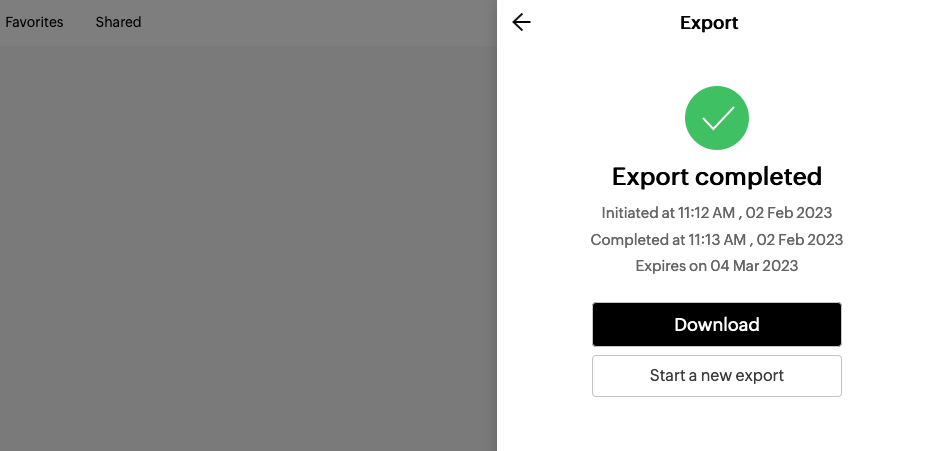 Favorites Shared
Export
Export completed
Initiated at 11:12 AM , 02 Feb 2023
Completed at 11:13 AM , 02 Feb 2023
Expires on 04 Mar 2023
Download
Start a new export